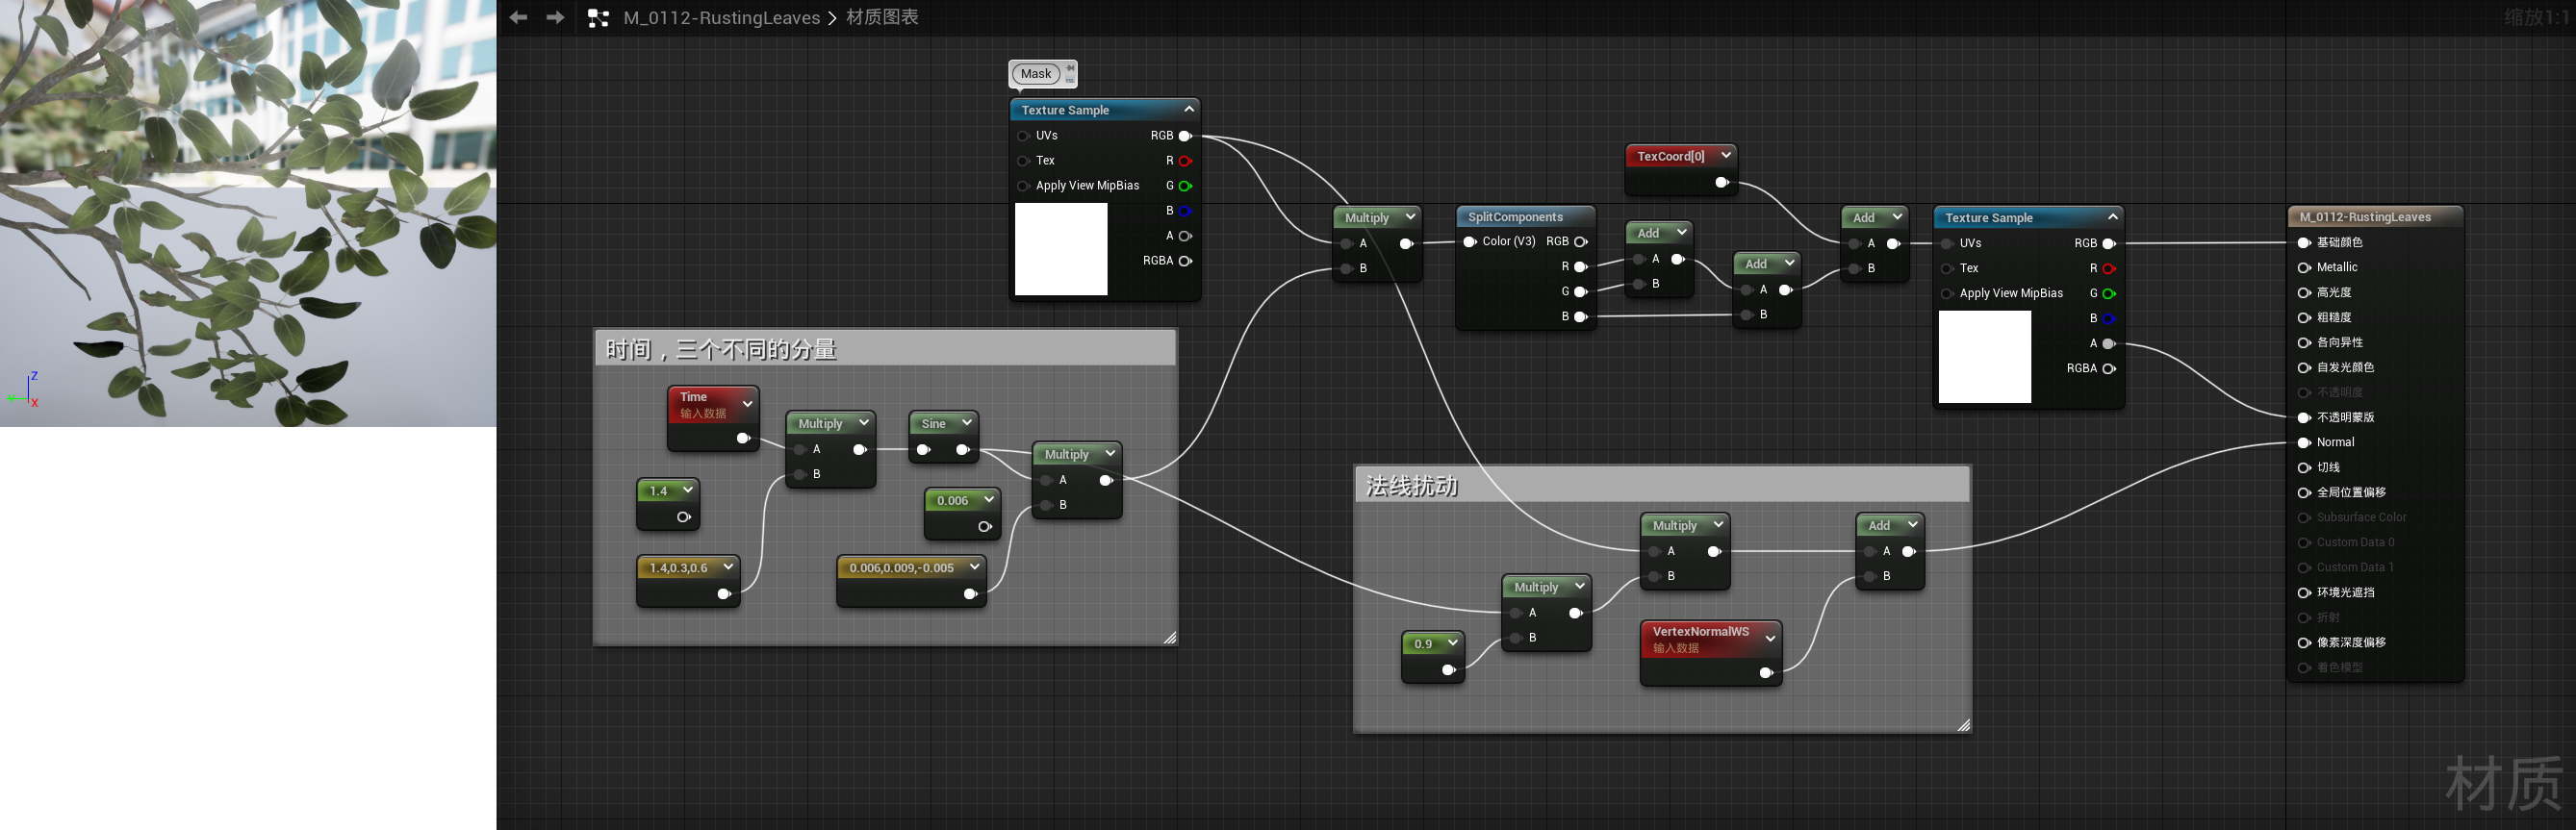 M_0112-RustingLeaves > 材质图表
缩放1:1
Mask
Texture Sample
UVs RGB
Tex R
Apply View MipBias G
B
A
RGBA
TexCoord[0]
Multiply
A
B
SplitComponents
Color (V3) RGB
R
G
B
Add
A
B
Add
A
B
Add
A
B
Texture Sample
UVs RGB
Tex R
Apply View MipBias G
B
A
RGBA
M_0112-RustingLeaves
基础颜色
Metallic
高光度
粗糙度
各向异性
自发光颜色
不透明度
不透明蒙版
Normal
切线
全局位置偏移
Subsurface Color
Custom Data 0
Custom Data 1
环境光遮挡
折射
像素深度偏移
着色模型
时间，三个不同的分量
Time
输入数据
Multiply
A
B
Sine
Multiply
A
B
1.4
0.006
1.4,0.3,0.6
0.006,0.009,-0.005
法线扰动
Multiply
A
B
Add
A
B
Multiply
A
B
0.9
VertexNormalWS
输入数据
Z
Y
X
材质